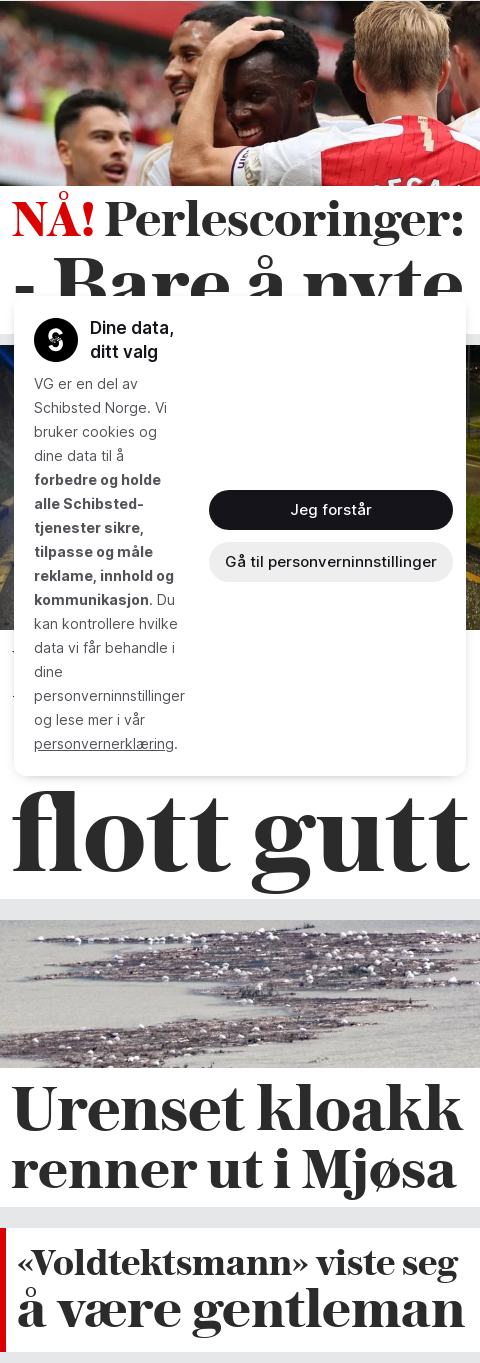 NÅ! Perlescoringer:
- Bare å nyte
Dine data,
ditt valg
VG er en del av
Schibsted Norge. Vi
bruker cookies og
dine data til å
forbedre og holde
alle Schibsted-
tjenester sikre,
tilpasse og måle
reklame, innhold og
kommunikasjon. Du
kan kontrollere hvilke
data vi får behandle i
dine
personverninnstillinger
og lese mer i vår
personvernerklæring.
Jeg forstår
Gå til personverninnstillinger
flott gutt
Urenset kloakk
renner ut i Mjøsa
«Voldtektsmann» viste seg
å være gentleman